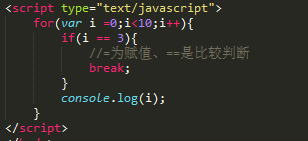 <script type="text/javascript">
for(var i =0;i<10;i++){
if(i == 3){
//=为赋值、==是比较判断
break;
}
console.log(i);
}
</script>